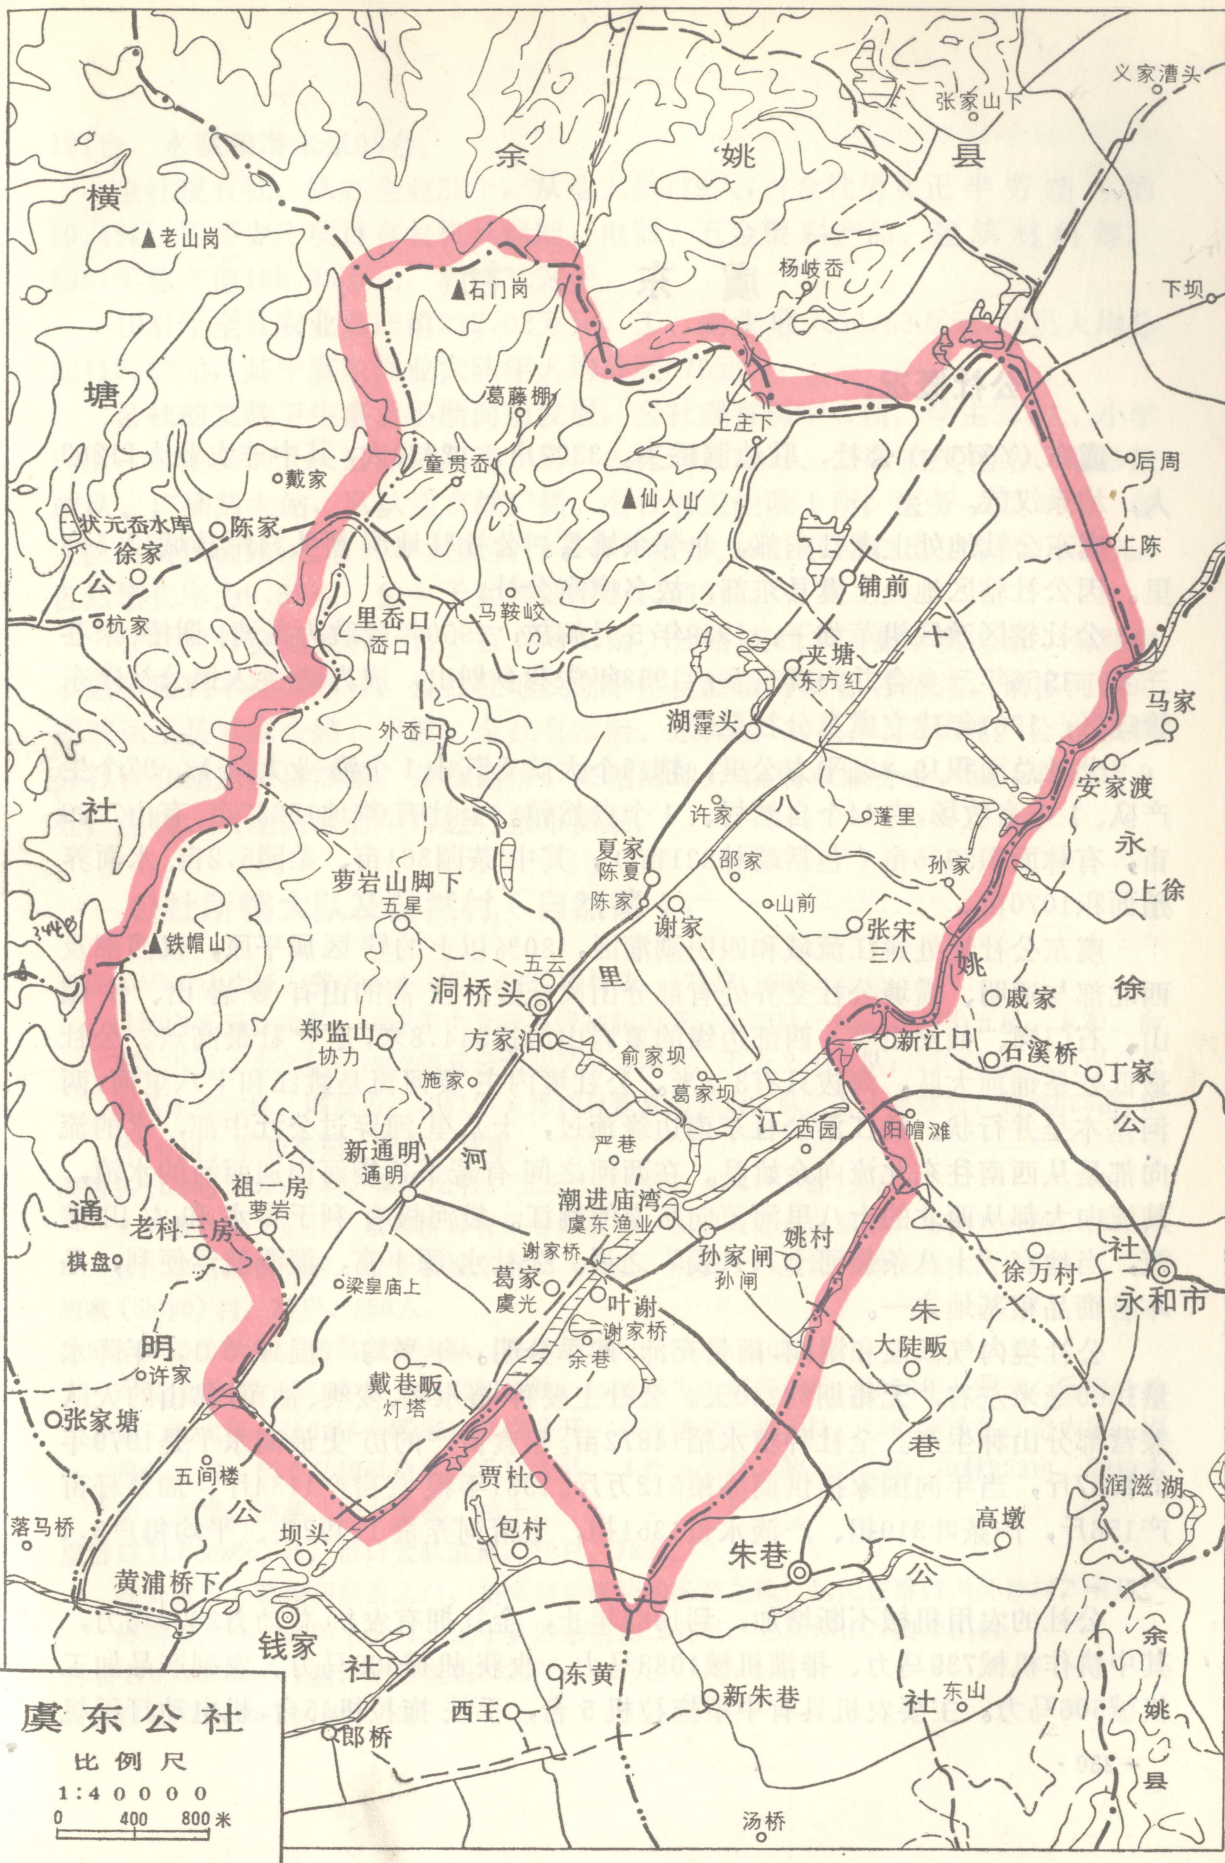 义家漕头
张家山下
余姚县
横塘公社
老山岗
石门岗
杨岐岙
下坝
葛藤棚
上庄下
后周
童贯岙
戴家
仙人山
状元岙水库
陈家
徐家
上陈
铺前
杭家
里岙口
岙口
马鞍岭
夹塘
东方红
十八里河
湖霪头
马家
外岙口
安家渡
许家
蓬里
夏家
陈夏
邵家
孙家
永徐公社
萝岩山脚下
五星
陈家
谢家
山前
张宋
三八
上徐
铁帽山
五云
洞桥头
姚江
戚家
郑监山
协力
方家泊
俞家坝
新江口
石溪桥
丁家
施家
葛家坝
西园
阳帽滩
严巷
新通明
通明
祖一房
萝岩
潮进庙湾
虞东渔业
通明公社
老科三房
棋盘
谢家桥
孙家闸
孙闸
姚村
徐万村
永和市
梁皇庙上
葛家
虞光
叶谢
谢家桥
朱巷公社
余巷
大陡畈
许家
戴巷畈
灯塔
张家塘
五间楼
贾杜
润滋湖
落马桥
坝头
包村
高墩
黄浦桥下
朱巷
钱家
余姚县
东黄
新朱巷
东山
西王
郎桥
汤桥
虞东公社
比例尺
1:40000
0 400 800米